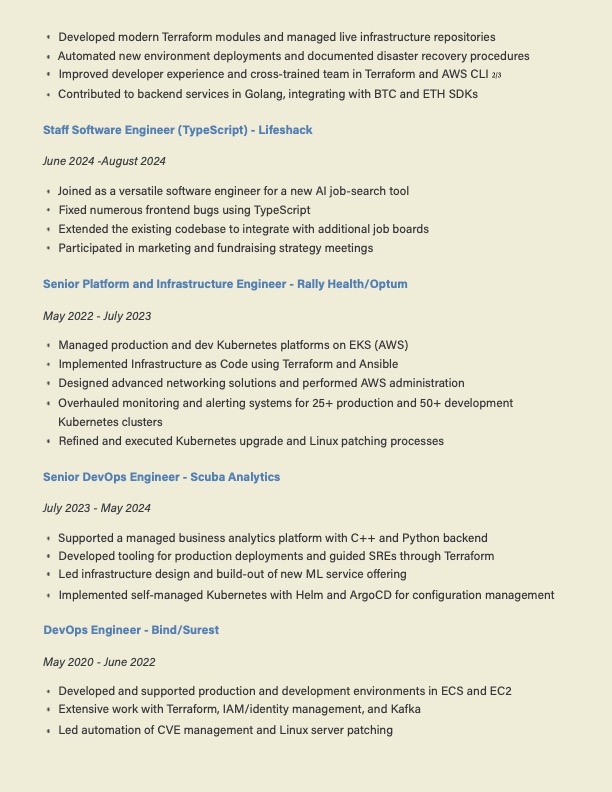 • Developed modern Terraform modules and managed live infrastructure repositories
• Automated new environment deployments and documented disaster recovery procedures
• Improved developer experience and cross-trained team in Terraform and AWS CLI 2/3
• Contributed to backend services in Golang, integrating with BTC and ETH SDKs
Staff Software Engineer (TypeScript) - Lifeshack
June 2024 -August 2024
• Joined as a versatile software engineer for a new AI job-search tool
• Fixed numerous frontend bugs using TypeScript
• Extended the existing codebase to integrate with additional job boards
• Participated in marketing and fundraising strategy meetings
Senior Platform and Infrastructure Engineer - Rally Health/Optum
May 2022 - July 2023
• Managed production and dev Kubernetes platforms on EKS (AWS)
• Implemented Infrastructure as Code using Terraform and Ansible
• Designed advanced networking solutions and performed AWS administration
• Overhauled monitoring and alerting systems for 25+ production and 50+ development
Kubernetes clusters
• Refined and executed Kubernetes upgrade and Linux patching processes
Senior DevOps Engineer - Scuba Analytics
July 2023 - May 2024
• Supported a managed business analytics platform with C++ and Python backend
• Developed tooling for production deployments and guided SREs through Terraform
• Led infrastructure design and build-out of new ML service offering
• Implemented self-managed Kubernetes with Helm and ArgoCD for configuration management
DevOps Engineer - Bind/Surest
May 2020 - June 2022
• Developed and supported production and development environments in ECS and EC2
• Extensive work with Terraform, IAM/identity management, and Kafka
• Led automation of CVE management and Linux server patching